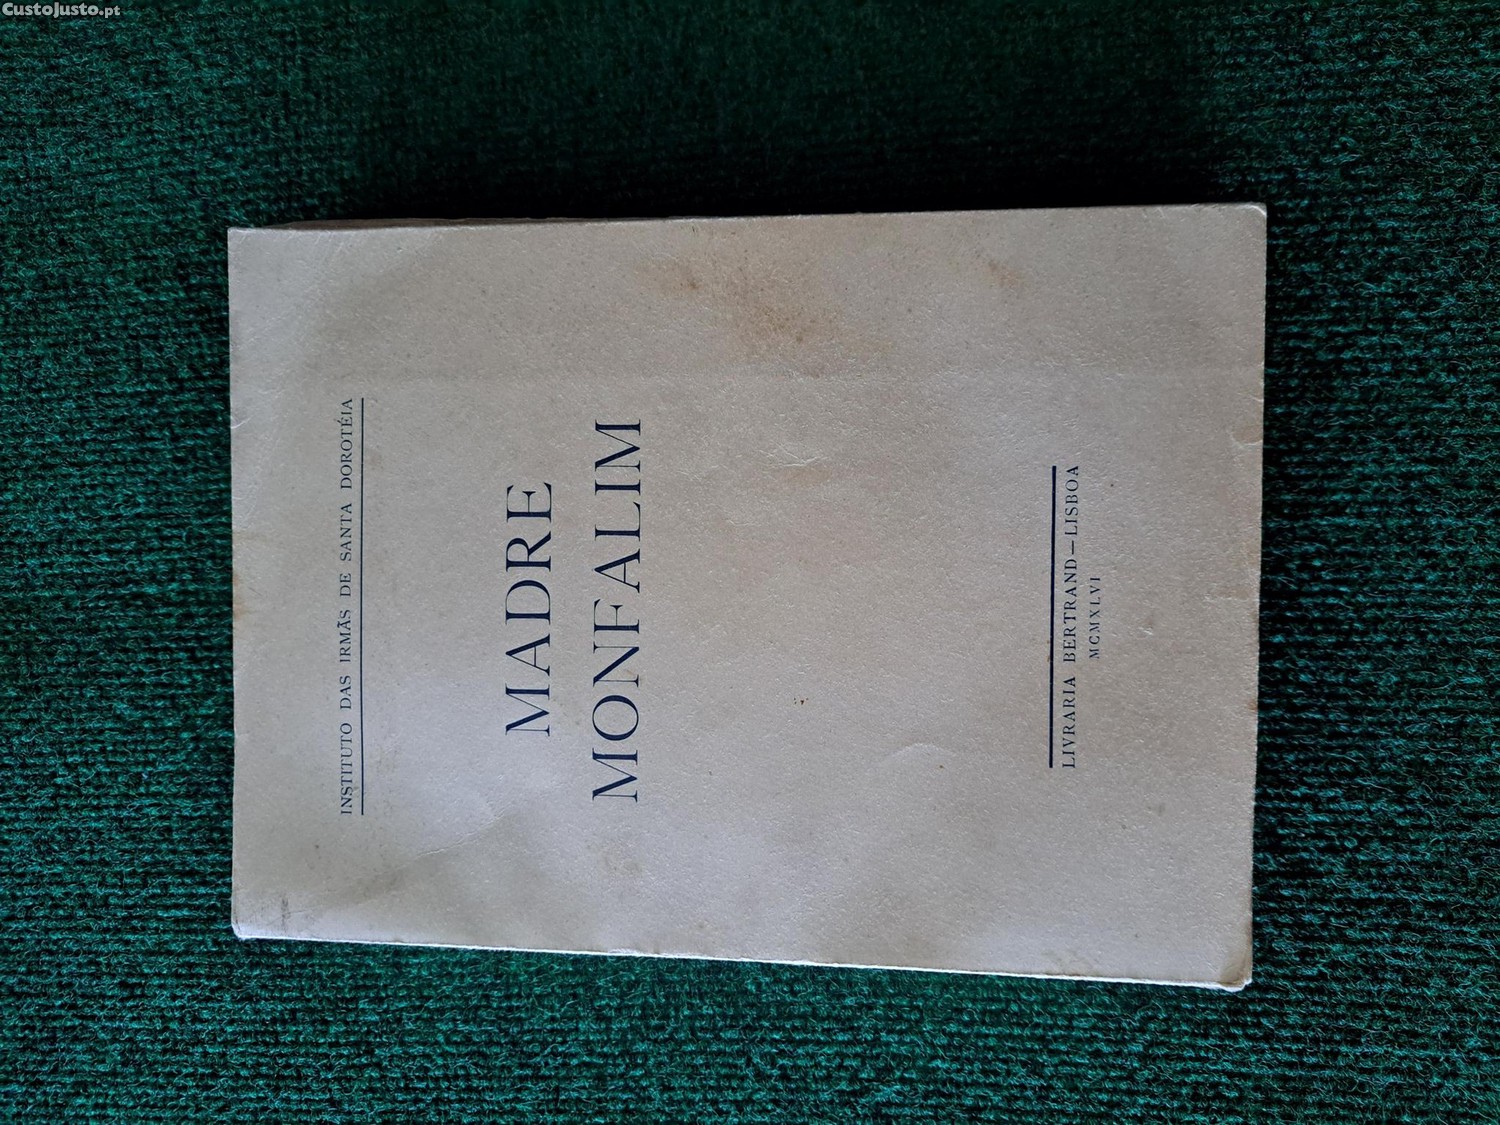 CustoJusto.pt
INSTITUTO DAS IRMÃS DE SANTA DOROTÉIA
MADRE
MONFALIM
LIVRARIA BERTRAND—LISBOA
MCMXLVI